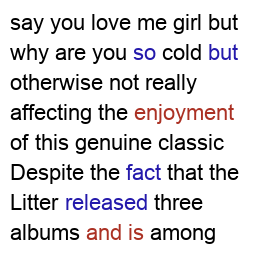 say you love me girl but
why are you so cold but
otherwise not really
affecting the enjoyment
of this genuine classic
Despite the fact that the
Litter released three
albums and is among